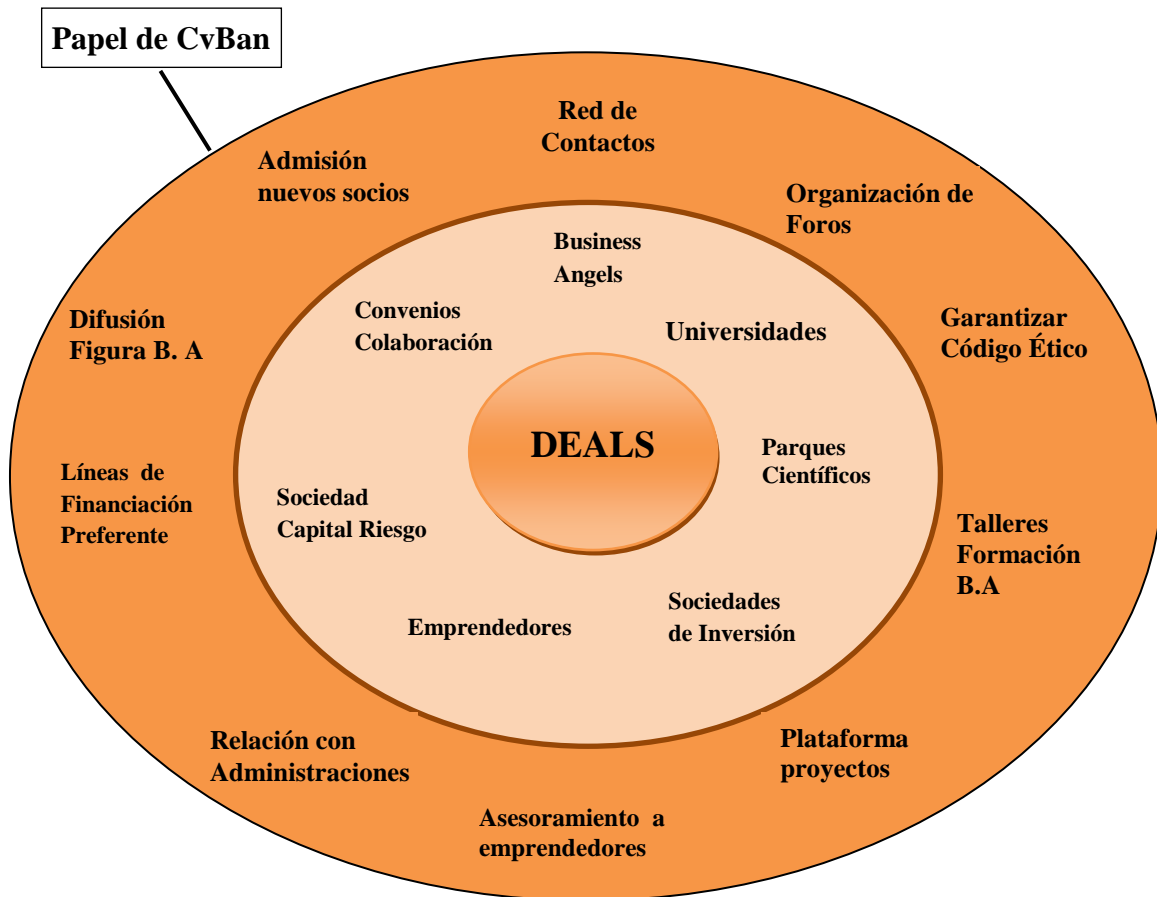 Papel de CvBan
Red de
Contactos
Admisión
nuevos socios
Organización de
Foros
Business
Angels
Convenios
Colaboración
Universidades
Difusión
Figura B. A
Garantizar
Código Ético
DEALS
Parques
Científicos
Líneas de
Financiación
Preferente
Sociedad
Capital Riesgo
Talleres
Formación
B.A
Emprendedores
Sociedades
de Inversión
Relación con
Administraciones
Plataforma
proyectos
Asesoramiento a
emprendedores